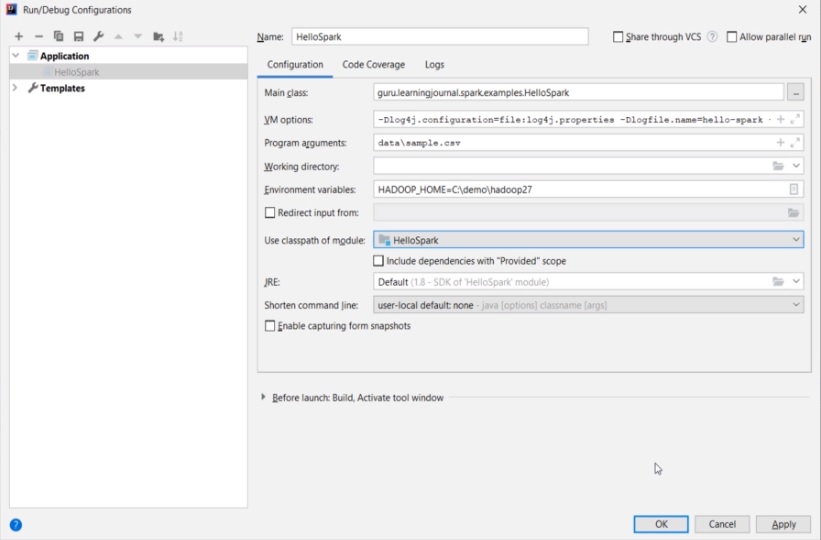 Run/Debug Configurations
Name: HelloSpark
Share through VCS
Allow parallel run
Application
HelloSpark
Templates
Configuration Code Coverage Logs
Main class: guru.learningjournal.spark.examples.HelloSpark ...
VM options: -Dlog4j.configuration=file:log4j.properties -Dlogfile.name=hello-spark -
Program arguments: data\sample.csv
Working directory:
Environment variables: HADOOP_HOME=C:\demo\hadoop27
Redirect input from:
Use classpath of module: HelloSpark
Include dependencies with "Provided" scope
JRE: Default (1.8 - SDK of 'HelloSpark' module)
Shorten command line: user-local default: none - java [options] classname [args]
Enable capturing form snapshots
Before launch: Build, Activate tool window
? OK Cancel Apply